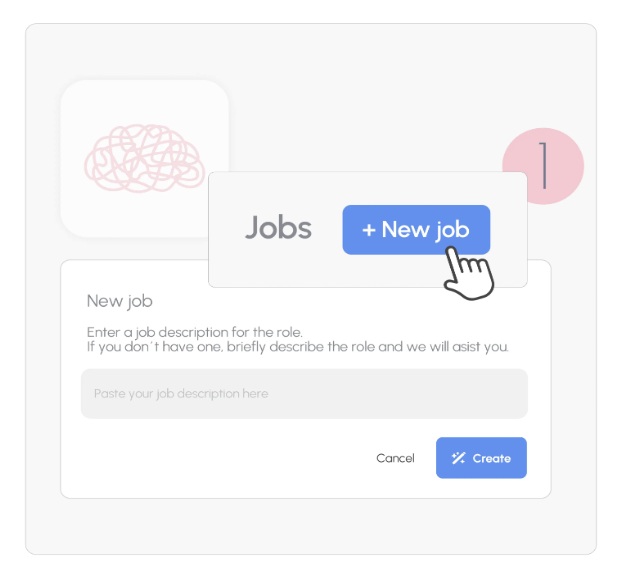 1
Jobs
+ New job
New job
Enter a job description for the role.
If you don´t have one, briefly describe the role and we will asist you.
Paste your job description here
Cancel
Create